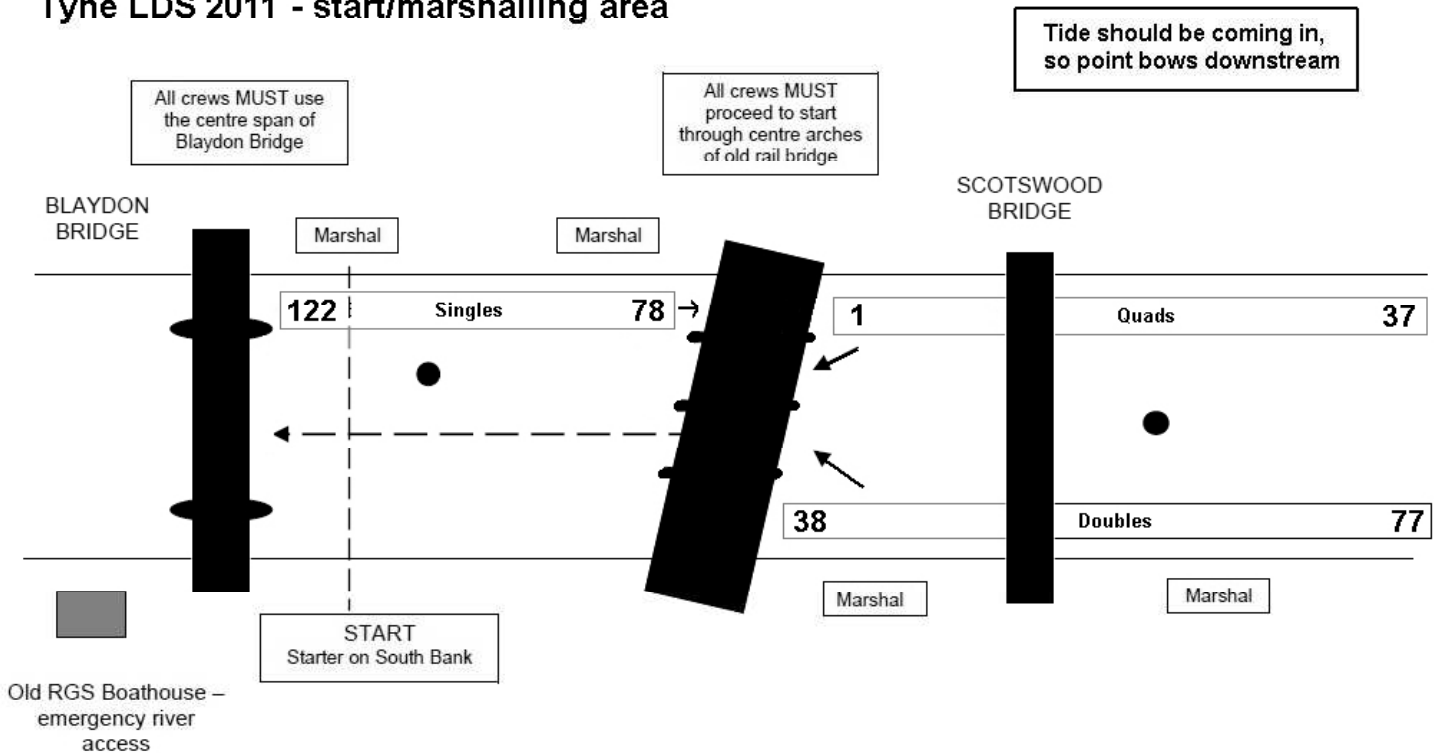 Tyne LDS 2011 - start/marshalling area
Tide should be coming in,
so point bows downstream
All crews MUST use
the centre span of
Blaydon Bridge
All crews MUST
proceed to start
through centre arches
of old rail bridge
BLAYDON
BRIDGE
SCOTSWOOD
BRIDGE
Marshal
Marshal
122 Singles 78
1 Quads 37
38 Doubles 77
Marshal
Marshal
START
Starter on South Bank
Old RGS Boathouse –
emergency river
access